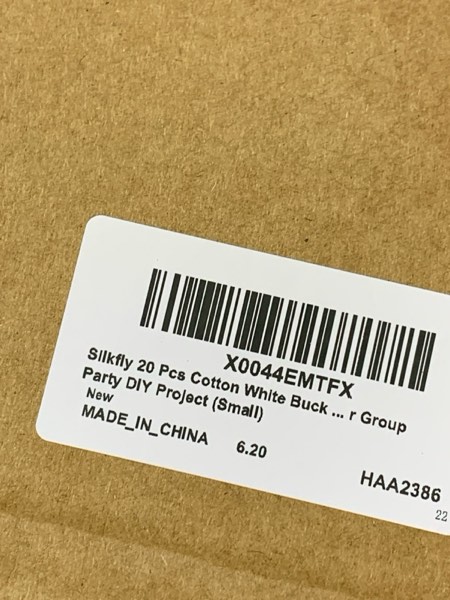 X0044EMTFX
Silkfly 20 Pcs Cotton White Buck ... r Group
Party DIY Project (Small)
New
MADE_IN_CHINA 6.20
HAA2386
22